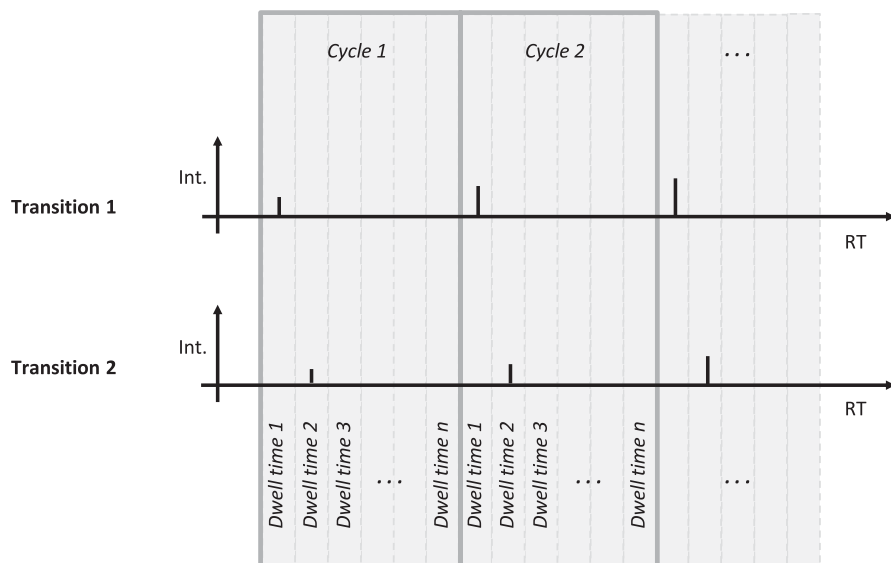 Cycle 1
Cycle 2
...
Int.
Transition 1
RT
Int.
Transition 2
RT
Dwell time 1
Dwell time 2
Dwell time 3
...
Dwell time n
Dwell time 1
Dwell time 2
Dwell time 3
...
Dwell time n
...